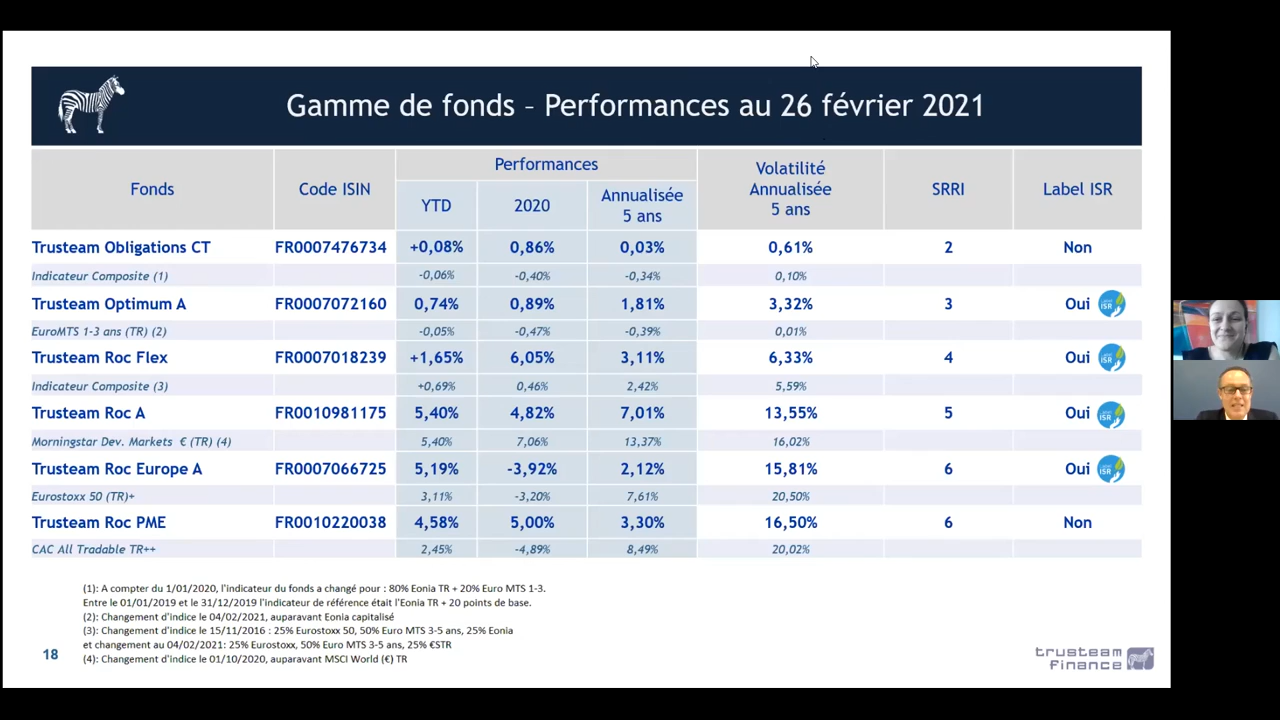 Gamme de fonds – Performances au 26 février 2021
Fonds Code ISIN Performances Volatilité Annualisée 5 ans SRRI Label ISR
YTD 2020 Annualisée 5 ans
Trusteam Obligations CT FR0007476734 +0,08% 0,86% 0,03% 0,61% 2 Non
Indicateur Composite (1) -0,06% -0,40% -0,34% 0,10%
Trusteam Optimum A FR0007072160 0,74% 0,89% 1,81% 3,32% 3 Oui
EuroMTS 1-3 ans (TR) (2) -0,05% -0,47% -0,39% 0,01%
Trusteam Roc Flex FR0007018239 +1,65% 6,05% 3,11% 6,33% 4 Oui
Indicateur Composite (3) +0,69% 0,46% 2,42% 5,59%
Trusteam Roc A FR0010981175 5,40% 4,82% 7,01% 13,55% 5 Oui
Morningstar Dev. Markets € (TR) (4) 5,40% 7,06% 13,37% 16,02%
Trusteam Roc Europe A FR0007066725 5,19% -3,92% 2,12% 15,81% 6 Oui
Eurostoxx 50 (TR)+ 3,11% -3,20% 7,61% 20,50%
Trusteam Roc PME FR0010220038 4,58% 5,00% 3,30% 16,50% 6 Non
CAC All Tradable TR++ 2,45% -4,89% 8,49% 20,02%
(1): A compter du 1/01/2020, l'indicateur du fonds a changé pour : 80% Eonia TR + 20% Euro MTS 1-3.
Entre le 01/01/2019 et le 31/12/2019 l'indicateur de référence était l'Eonia TR + 20 points de base.
(2): Changement d'indice le 04/02/2021, auparavant Eonia capitalisé
(3): Changement d'indice le 15/11/2016 : 25% Eurostoxx 50, 50% Euro MTS 3-5 ans, 25% Eonia
et changement au 04/02/2021: 25% Eurostoxx, 50% Euro MTS 3-5 ans, 25% €STR
(4): Changement d'indice le 01/10/2020, auparavant MSCI World (€) TR
18
trusteam
finance